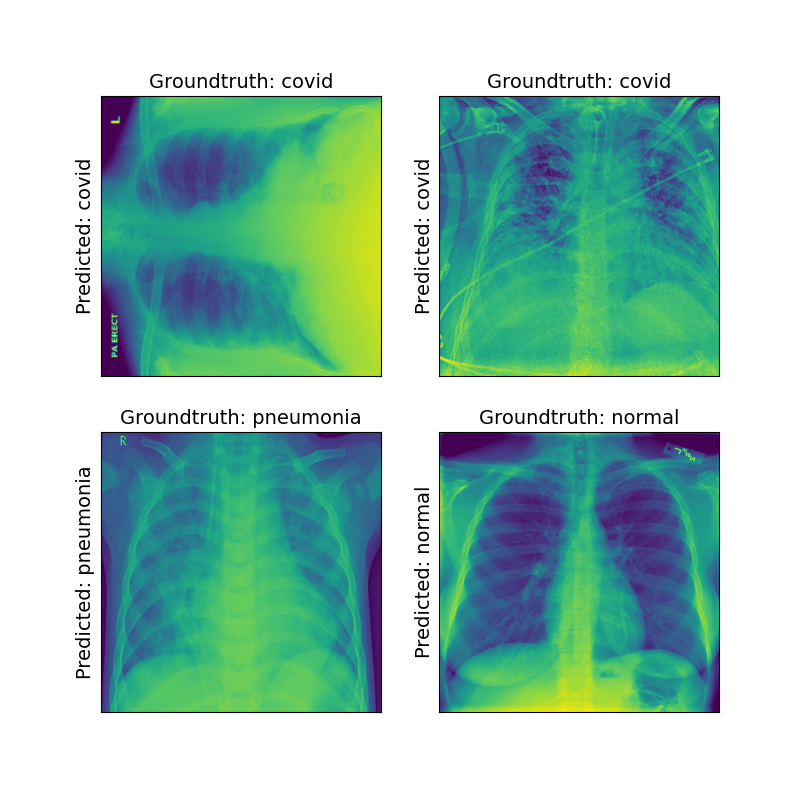 Groundtruth: covid
Predicted: covid
L
PA ERECT
Groundtruth: covid
Predicted: covid
Groundtruth: pneumonia
Predicted: pneumonia
R
Groundtruth: normal
Predicted: normal